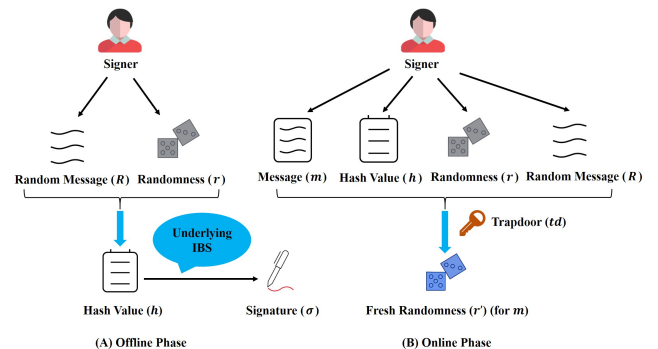 Signer
Random Message (R)
Randomness (r)
Underlying
IBS
Hash Value (h)
Signature (σ)
(A) Offline Phase
Signer
Message (m)
Hash Value (h)
Randomness (r)
Random Message (R)
Trapdoor (td)
Fresh Randomness (r') (for m)
(B) Online Phase